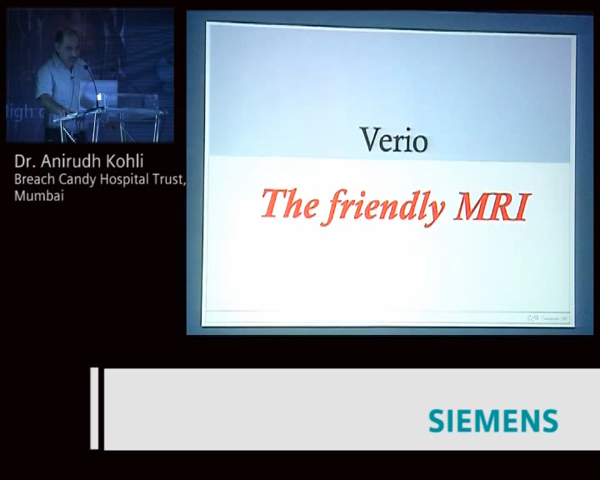 Dr. Anirudh Kohli
Breach Candy Hospital Trust,
Mumbai
Verio
The friendly MRI
SIEMENS